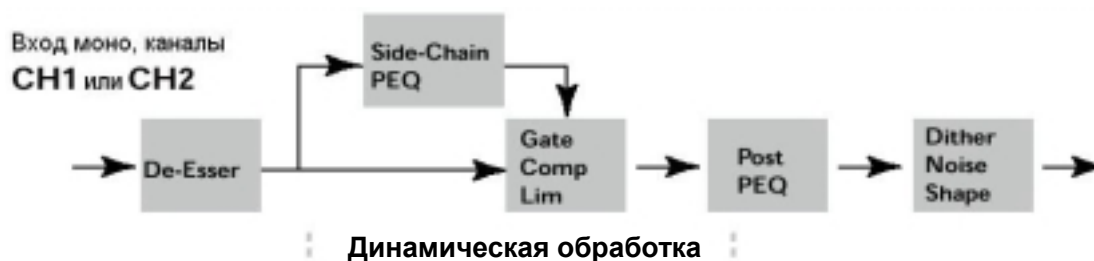 Вход моно, каналы
CH1 или CH2
Side-Chain
PEQ
De-Esser
Gate
Comp
Lim
Post
PEQ
Dither
Noise
Shape
Динамическая обработка